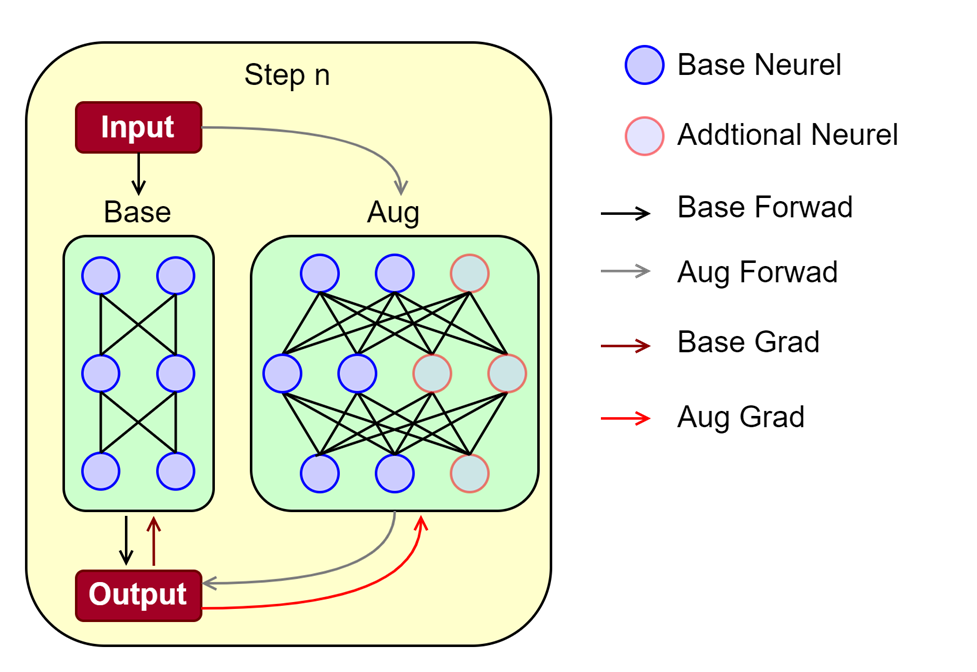 Step n
Input
Base
Aug
Output
Base Neurel
Addtional Neurel
Base Forwad
Aug Forwad
Base Grad
Aug Grad